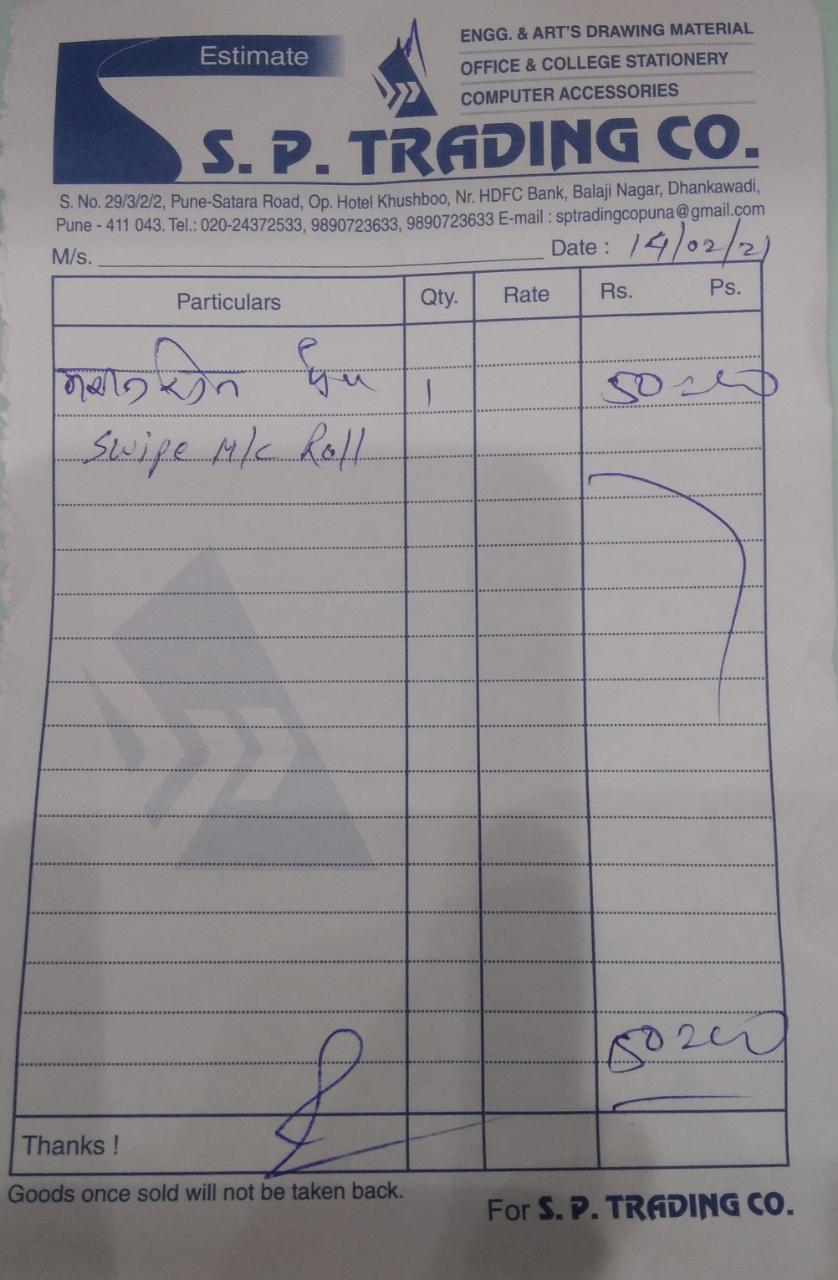 Estimate
ENGG. & ART'S DRAWING MATERIAL
OFFICE & COLLEGE STATIONERY
COMPUTER ACCESSORIES
S. P. TRADING CO.
S. No. 29/3/2/2, Pune-Satara Road, Op. Hotel Khushboo, Nr. HDFC Bank, Balaji Nagar, Dhankawadi,
Pune - 411 043. Tel.: 020-24372533, 9890723633, 9890723633 E-mail : sptradingcopuna@gmail.com
M/s. Date : 14/02/21
Particulars Qty. Rate Rs. Ps.
1 50
Swipe M/c Roll
50
Thanks !
Goods once sold will not be taken back.
For S. P. TRADING CO.